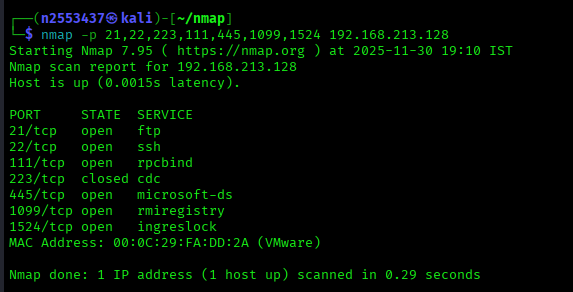 ┌──(n2553437㉿kali)-[~/nmap]
└─$ nmap -p 21,22,223,111,445,1099,1524 192.168.213.128
Starting Nmap 7.95 ( https://nmap.org ) at 2025-11-30 19:10 IST
Nmap scan report for 192.168.213.128
Host is up (0.0015s latency).

PORT     STATE  SERVICE
21/tcp   open   ftp
22/tcp   open   ssh
111/tcp  open   rpcbind
223/tcp  closed cdc
445/tcp  open   microsoft-ds
1099/tcp open   rmiregistry
1524/tcp open   ingreslock
MAC Address: 00:0C:29:FA:DD:2A (VMware)

Nmap done: 1 IP address (1 host up) scanned in 0.29 seconds